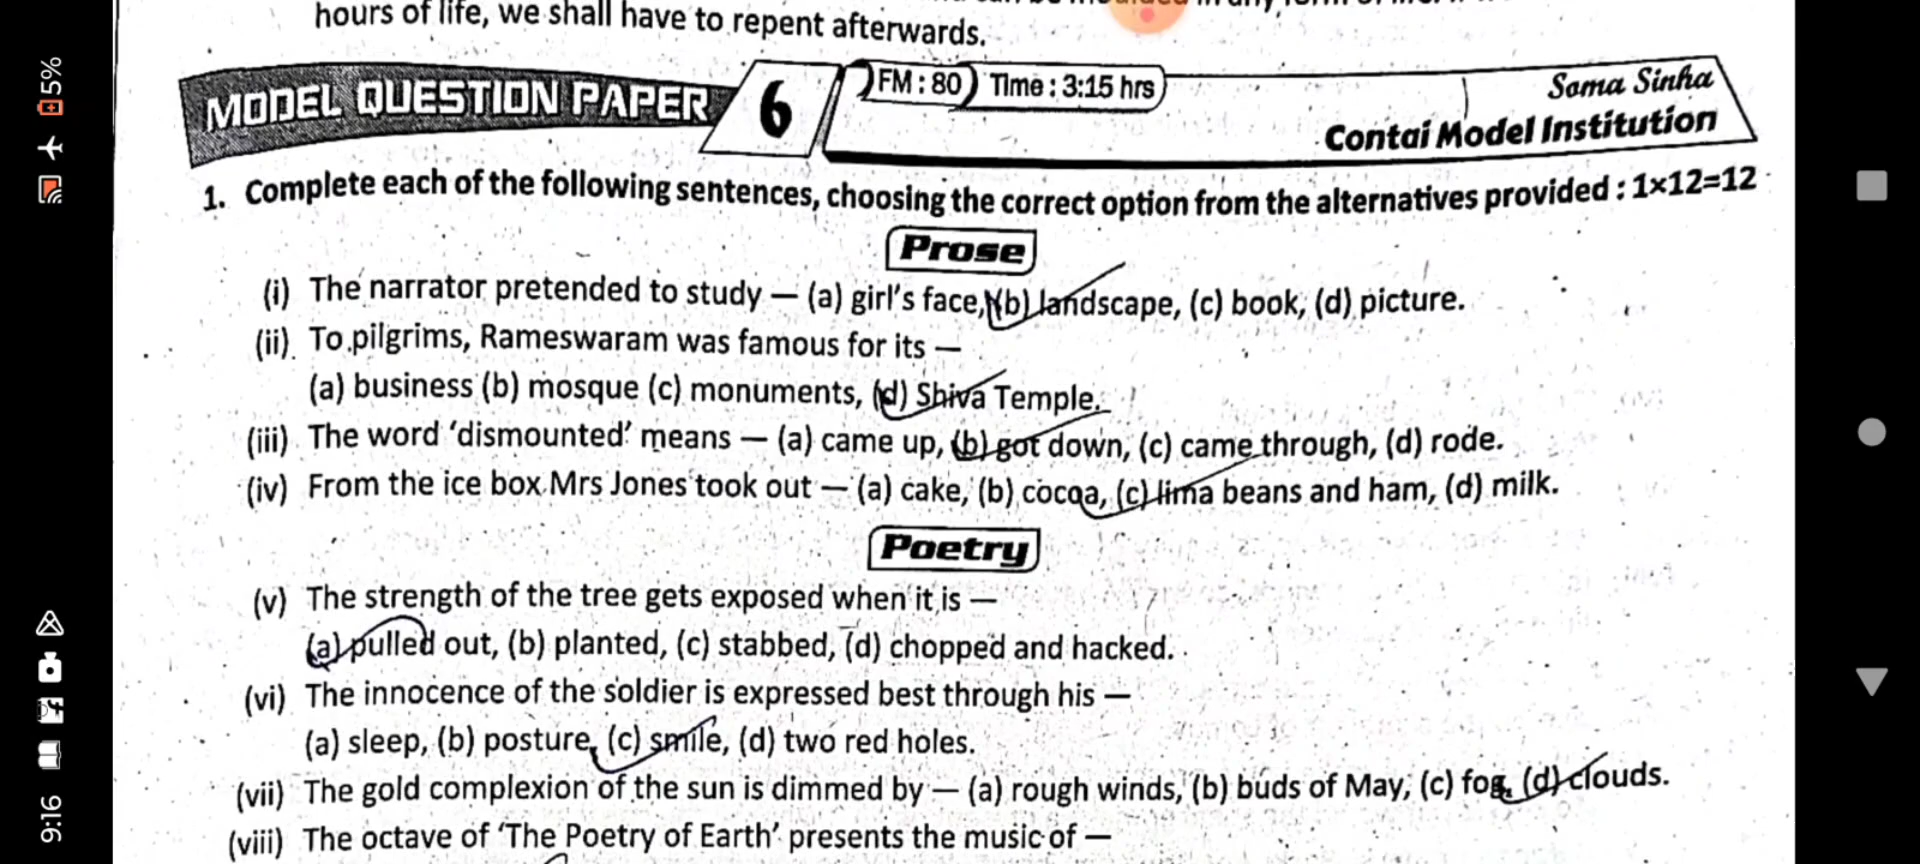 hours of life, we shall have to repent afterwards.
MODEL QUESTION PAPER 6 FM : 80 Time : 3:15 hrs Soma Sinha
Contai Model Institution
1. Complete each of the following sentences, choosing the correct option from the alternatives provided : 1×12=12
Prose
(i) The narrator pretended to study — (a) girl's face, (b) landscape, (c) book, (d) picture.
(ii) To pilgrims, Rameswaram was famous for its —
(a) business (b) mosque (c) monuments, (d) Shiva Temple.
(iii) The word 'dismounted' means — (a) came up, (b) got down, (c) came through, (d) rode.
(iv) From the ice box Mrs Jones took out — (a) cake, (b) cocoa, (c) lima beans and ham, (d) milk.
Poetry
(v) The strength of the tree gets exposed when it is —
(a) pulled out, (b) planted, (c) stabbed, (d) chopped and hacked.
(vi) The innocence of the soldier is expressed best through his —
(a) sleep, (b) posture, (c) smile, (d) two red holes.
(vii) The gold complexion of the sun is dimmed by — (a) rough winds, (b) buds of May, (c) fog, (d) clouds.
(viii) The octave of 'The Poetry of Earth' presents the music of —
5%
9:16